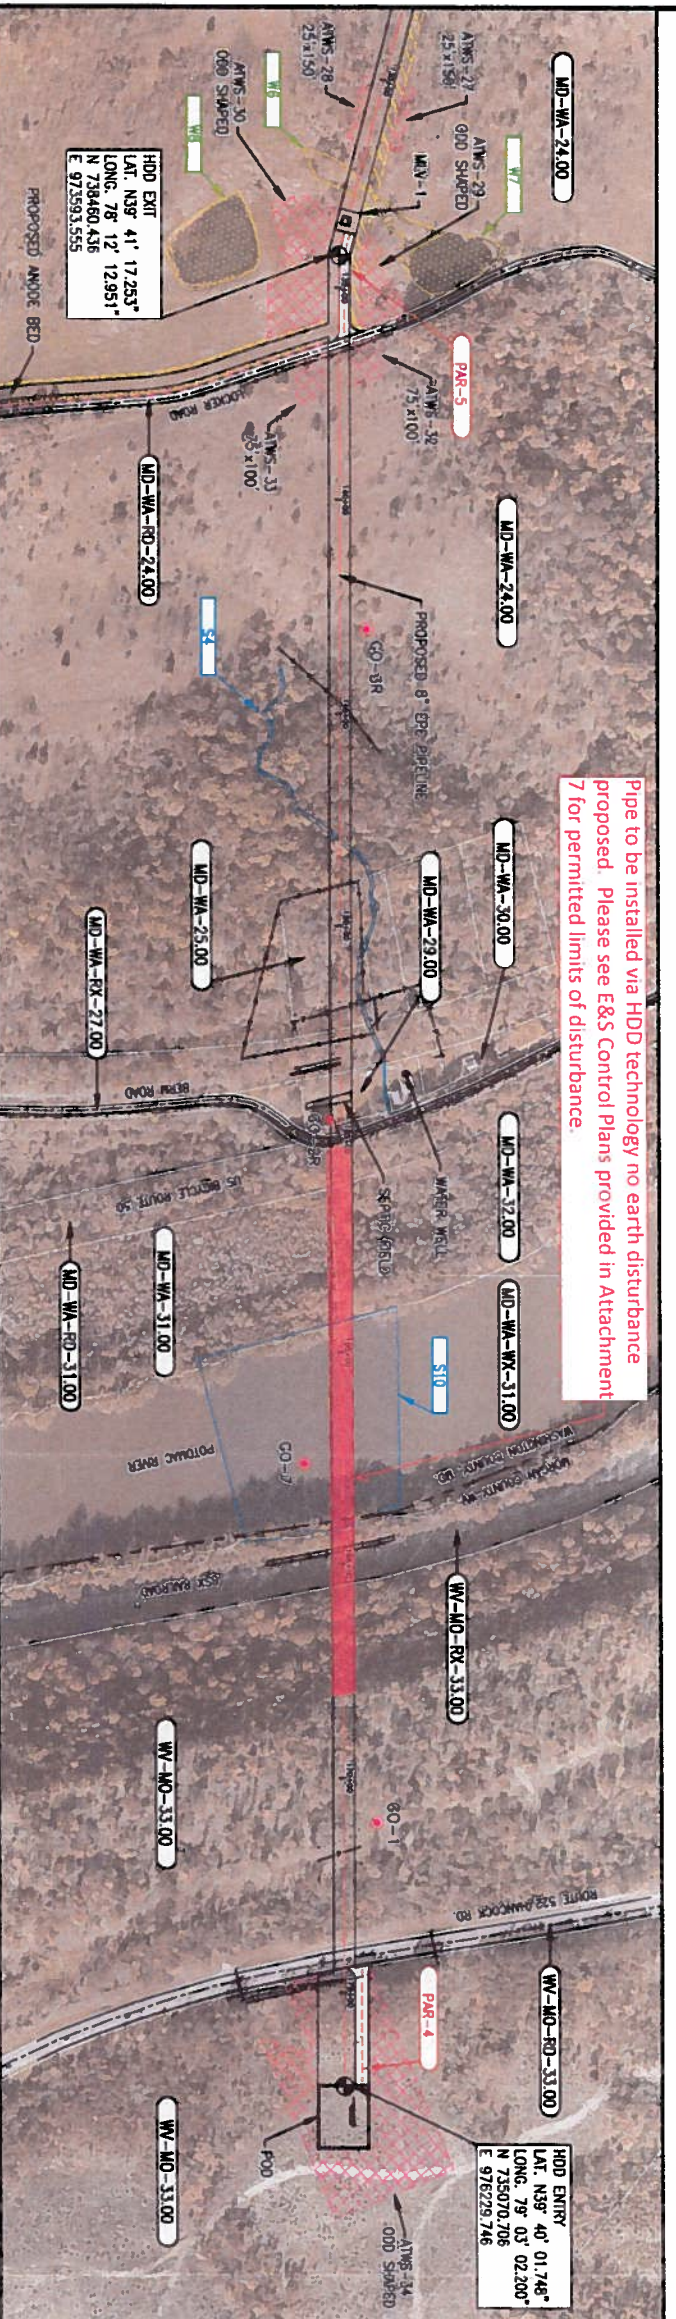 MD-WA-24.00
ATWS-27
25'x150'
ATWS-28
25'x150'
ATWS-29
ODD SHAPED
ATWS-30
ODD SHAPED
W6
W7
W8
MLV-1
HDD EXIT
LAT. N39° 41' 17.253"
LONG. 78° 12' 12.951"
N 738460.436
E 973593.555
PROPOSED ANODE BED
PAR-5
ATWS-32
75'x100'
ATWS-33
75'x100'
LOCKER ROAD
MD-WA-RD-24.00
MD-WA-24.00
GO-8R
PROPOSED 8" EPE PIPELINE
S4
Pipe to be installed via HDD technology no earth disturbance
proposed. Please see E&S Control Plans provided in Attachment
7 for permitted limits of disturbance.
MD-WA-30.00
MD-WA-29.00
MD-WA-25.00
MD-WA-RX-27.00
BERM ROAD
WATER WELL
SEPTIC FIELD
US BICYCLE ROUTE 50
MD-WA-32.00
MD-WA-31.00
MD-WA-RD-31.00
MD-WA-WX-31.00
S10
POTOMAC RIVER
GO-7
WASHINGTON COUNTY, MD.
MORGAN COUNTY WV
CSX RAILROAD
WV-MO-RX-33.00
WV-MO-33.00
GO-1
ROUTE 522/HANCOCK RD.
WV-MO-RD-33.00
PAR-4
HDD ENTRY
LAT. N39° 40' 01.748"
LONG 79° 03' 02.200"
N 735070.706
E 976229.746
POD
ATWS-34
ODD SHAPED
WV-MO-33.00